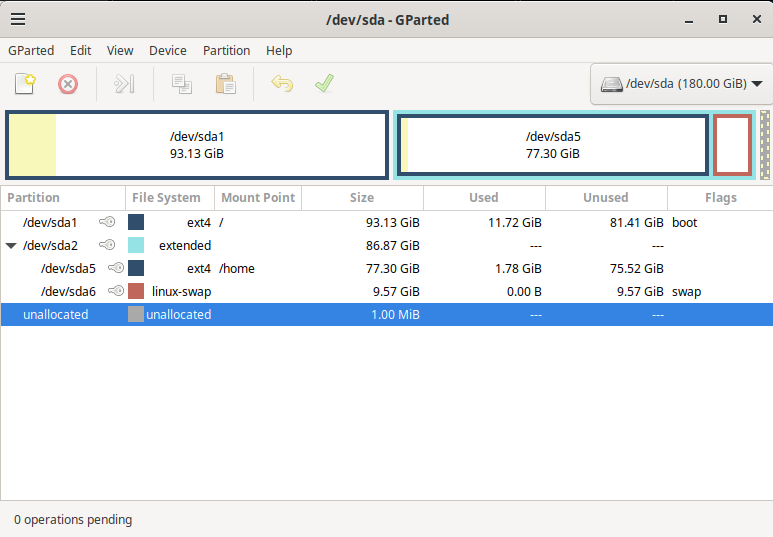 /dev/sda - GParted
GParted Edit View Device Partition Help
/dev/sda (180.00 GiB)
/dev/sda1
93.13 GiB
/dev/sda5
77.30 GiB
Partition File System Mount Point Size Used Unused Flags
/dev/sda1 ext4 / 93.13 GiB 11.72 GiB 81.41 GiB boot
/dev/sda2 extended 86.87 GiB --- ---
/dev/sda5 ext4 /home 77.30 GiB 1.78 GiB 75.52 GiB
/dev/sda6 linux-swap 9.57 GiB 0.00 B 9.57 GiB swap
unallocated unallocated 1.00 MiB --- ---
0 operations pending